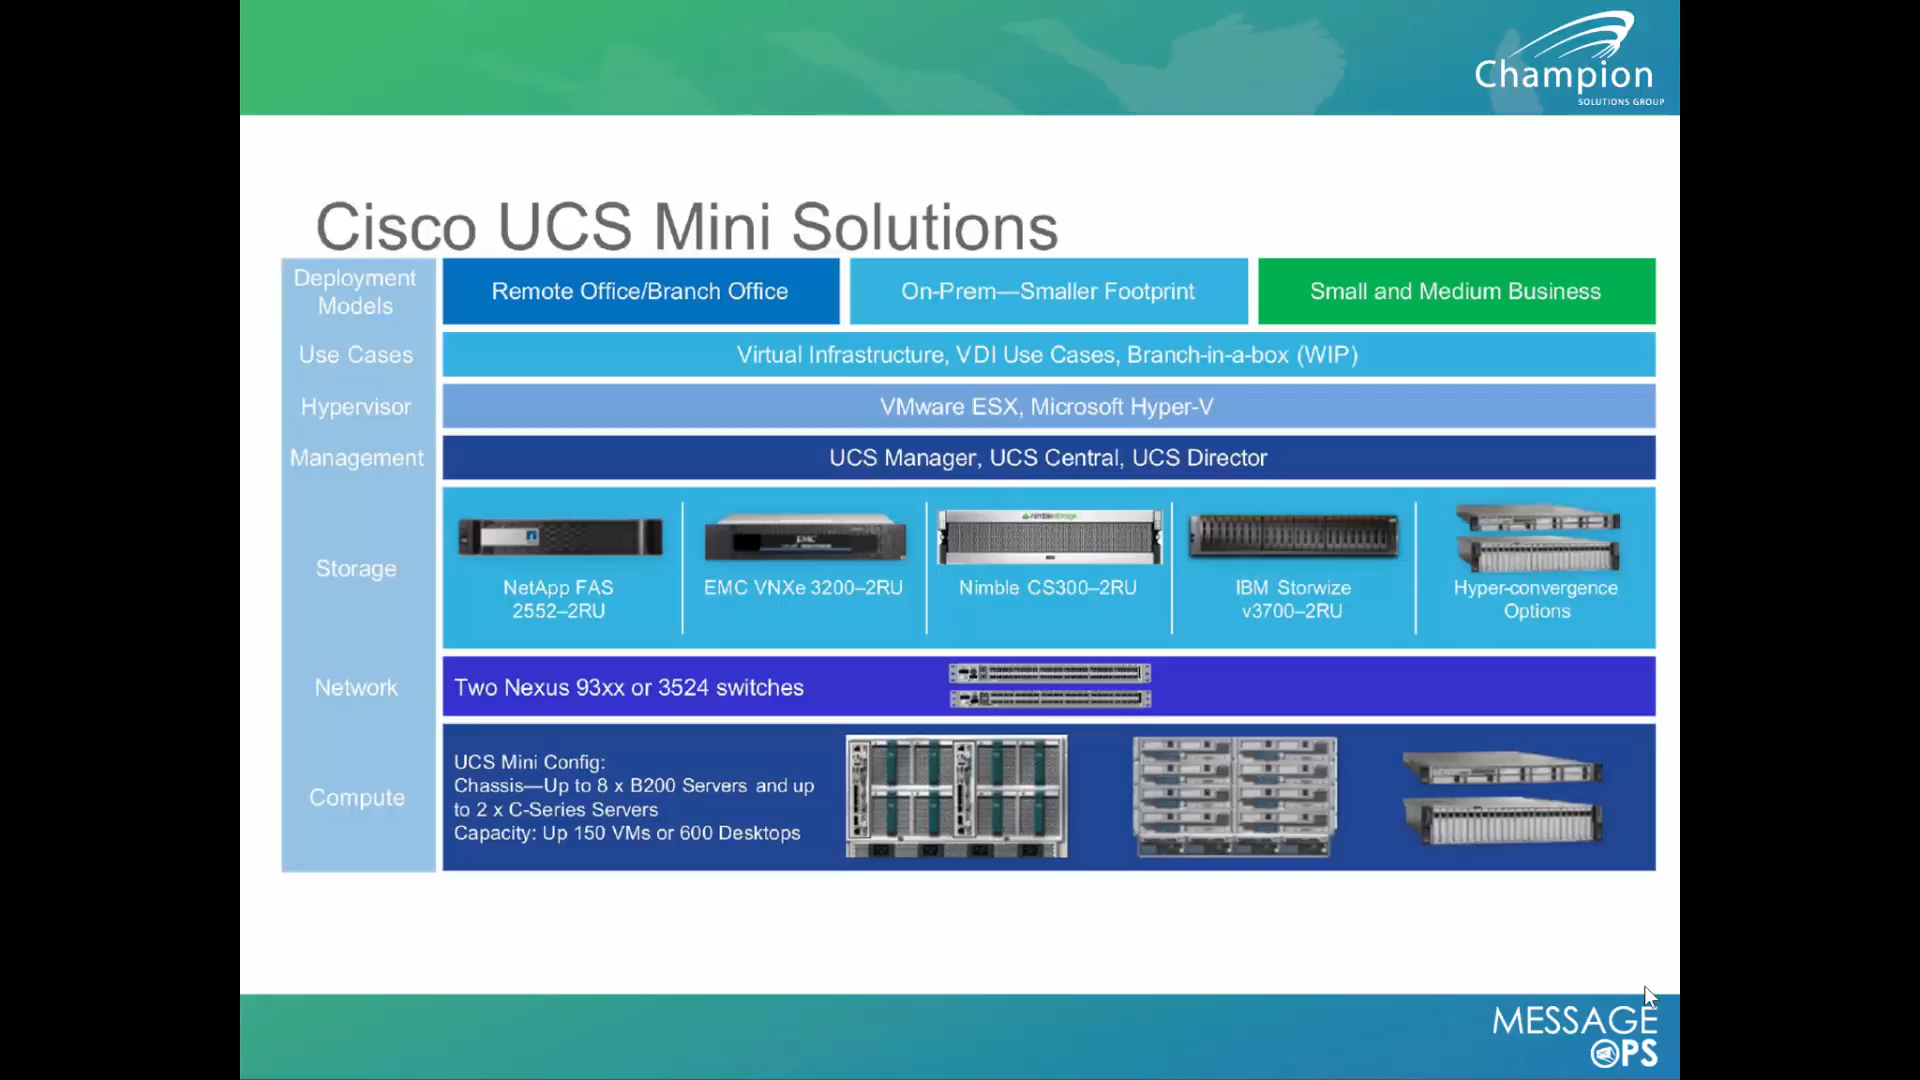 Champion
SOLUTIONS GROUP
Cisco UCS Mini Solutions
Deployment
Models
Remote Office/Branch Office
On-Prem—Smaller Footprint
Small and Medium Business
Use Cases
Virtual Infrastructure, VDI Use Cases, Branch-in-a-box (WIP)
Hypervisor
VMware ESX, Microsoft Hyper-V
Management
UCS Manager, UCS Central, UCS Director
Storage
EMC
nimblestorage
NetApp FAS
2552–2RU
EMC VNXe 3200–2RU
Nimble CS300–2RU
IBM Storwize
v3700–2RU
Hyper-convergence
Options
Network
Two Nexus 93xx or 3524 switches
Compute
UCS Mini Config:
Chassis—Up to 8 x B200 Servers and up
to 2 x C-Series Servers
Capacity: Up 150 VMs or 600 Desktops
MESSAGE
OPS